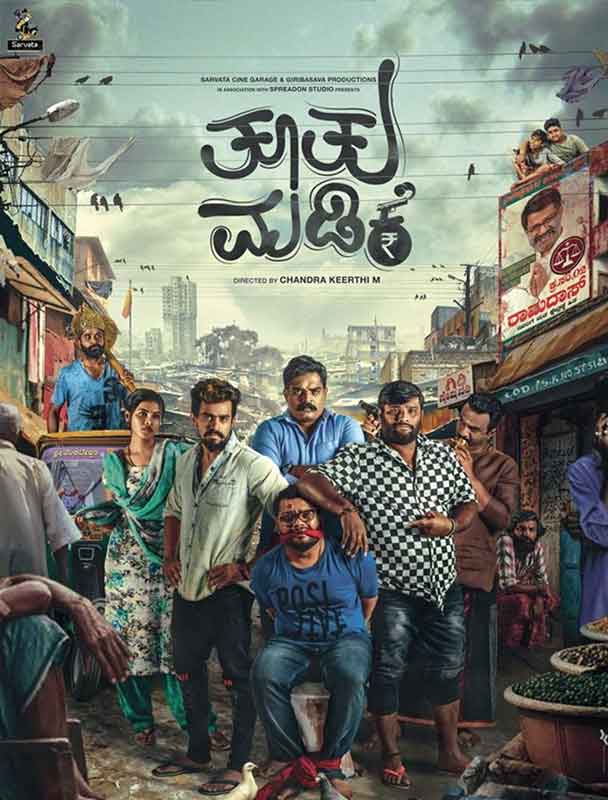 Sarvata
SARVATA CINE GARAGE & GIRIBASAVA PRODUCTIONS
IN ASSOCIATION WITH SPREADON STUDIO PRESENTS
ತೂತು
ಮಡಿಕೆ
₹
DIRECTED BY CHANDRA KEERTHI M
ಕ್ರ.ಸಂ.02
ರಾಮದಾಸ್
POSI
TIVE